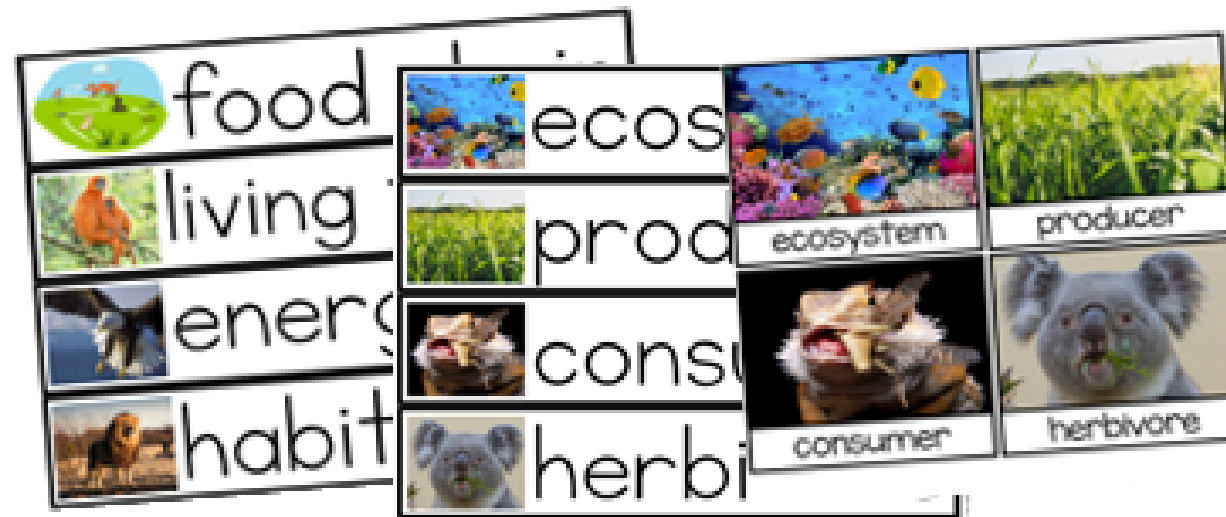 food
living
energ
habit
ecos
prod
consu
herbi
ecosystem
producer
consumer
herbivore